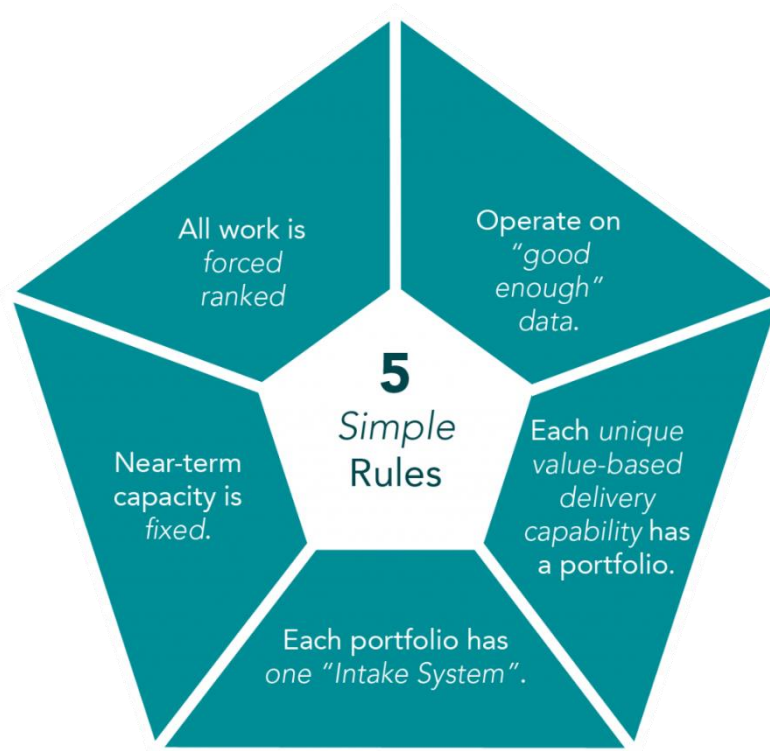 All work is
forced
ranked
Operate on
"good
enough"
data.
5
Simple
Rules
Near-term
capacity is
fixed.
Each unique
value-based
delivery
capability has
a portfolio.
Each portfolio has
one "Intake System".